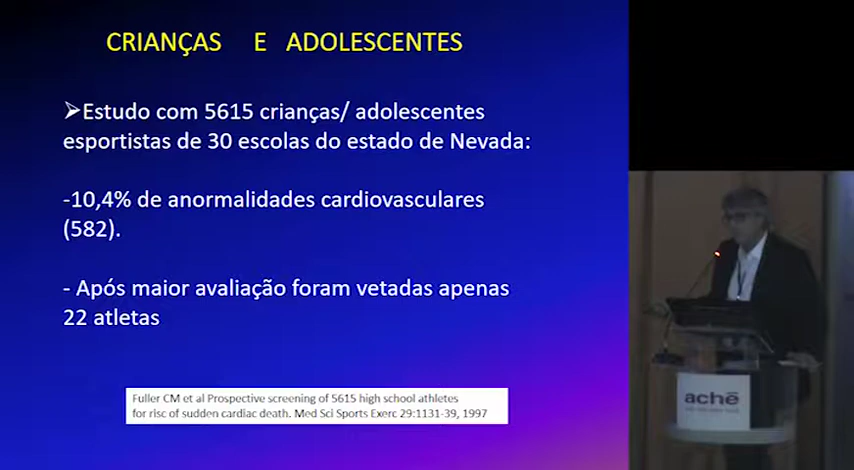 CRIANÇAS E ADOLESCENTES
➢Estudo com 5615 crianças/ adolescentes
esportistas de 30 escolas do estado de Nevada:
-10,4% de anormalidades cardiovasculares
(582).
- Após maior avaliação foram vetadas apenas
22 atletas
Fuller CM et al Prospective screening of 5615 high school athletes
for risc of sudden cardiac death. Med Sci Sports Exerc 29:1131-39, 1997
achē